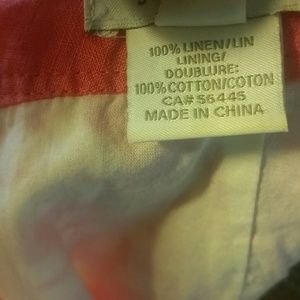 100% LINEN/LIN
LINING/
DOUBLURE:
100% COTTON/COTON
CA# 56445
MADE IN CHINA